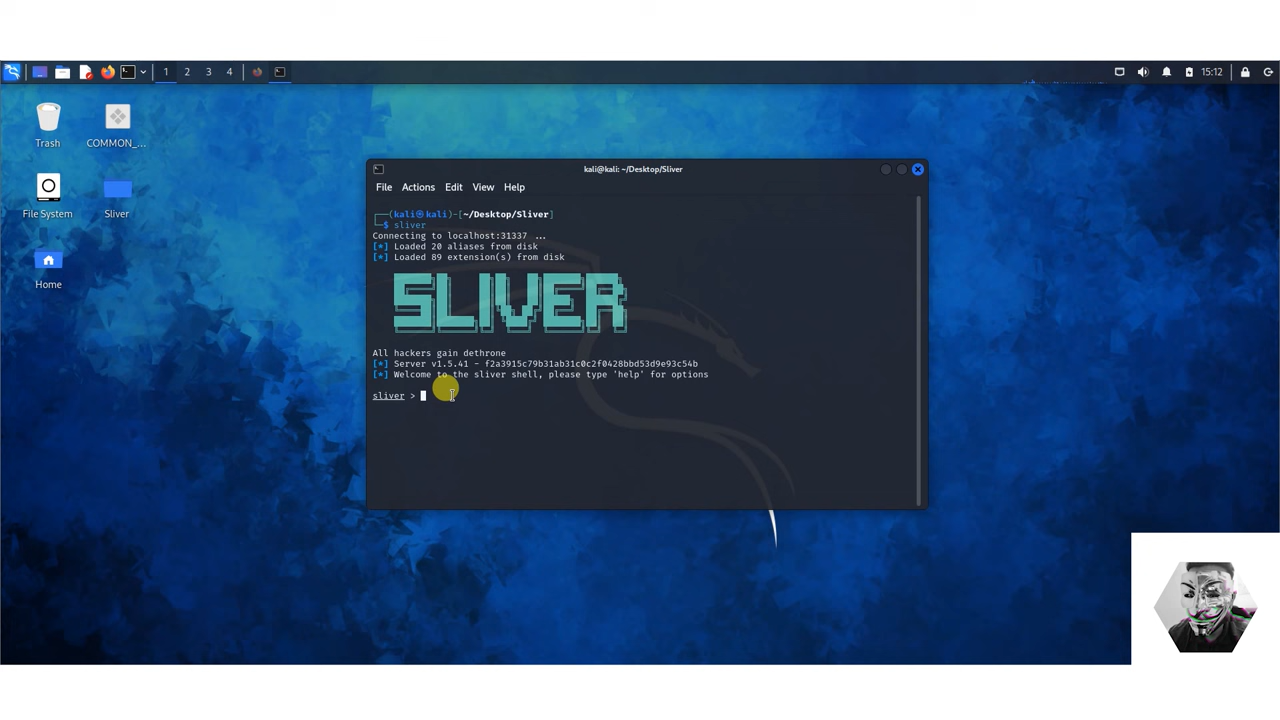 1 2 3 4
15:12
Trash
COMMON_...
File System
Sliver
Home
kali@kali: ~/Desktop/Sliver
File Actions Edit View Help
┌──(kali㉿kali)-[~/Desktop/Sliver]
└─$ sliver
Connecting to localhost:31337 ...
[*] Loaded 20 aliases from disk
[*] Loaded 89 extension(s) from disk
SLIVER
All hackers gain dethrone
[*] Server v1.5.41 - f2a3915c79b31ab31c0c2f0428bbd53d9e93c54b
[*] Welcome to the sliver shell, please type 'help' for options
sliver >